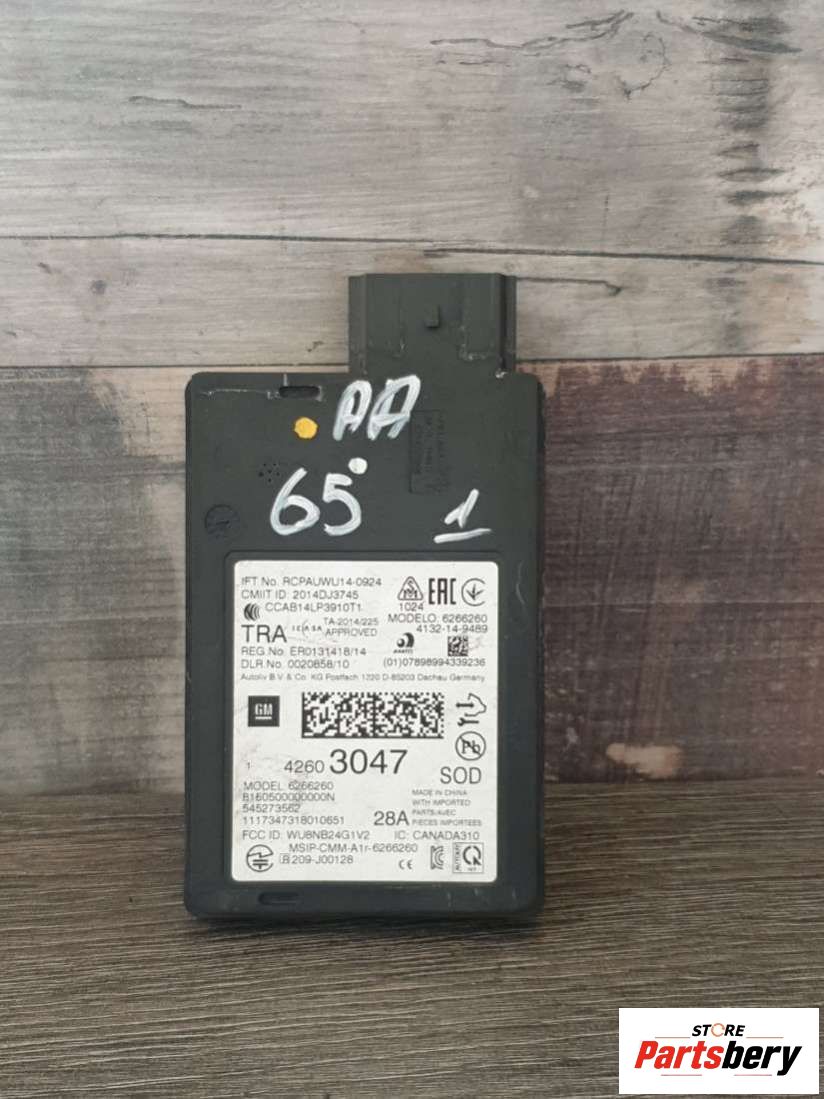 AA
65
1
IFT No. RCPAUWU14-0924
CMIIT ID: 2014DJ3745
CCAB14LP3910T1
EAC
1024
MODELO: 6266260
4132-14-9489
TRA
TA-2014/225
APPROVED
REG.No. ER0131418/14
DLR.No. 0020858/10
(01)07898994339236
Autoliv B.V. & Co. KG Postfach 1220 D-85203 Dachau Germany
GM
Pb
1 4260 3047
SOD
MODEL 6266260
B160500000000N
545273562
1117347318010651
28A
MADE IN CHINA
WITH IMPORTED
PARTS/AVEC
PIECES IMPORTEES
FCC ID: WU8NB24G1V2 IC: CANADA310
MSIP-CMM-A1r-6266260
R 209-J00128
CE
STORE
Partsbery